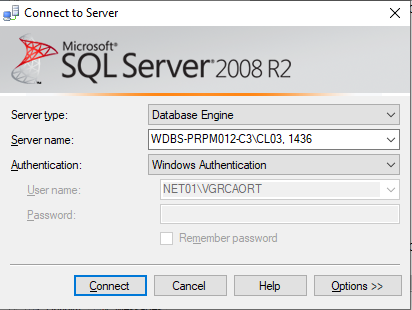 Connect to Server
Microsoft
SQL Server 2008 R2
Server type: Database Engine
Server name: WDBS-PRPM012-C3\CL03, 1436
Authentication: Windows Authentication
User name: NET01\VGRCAORT
Password:
Remember password
Connect Cancel Help Options >>